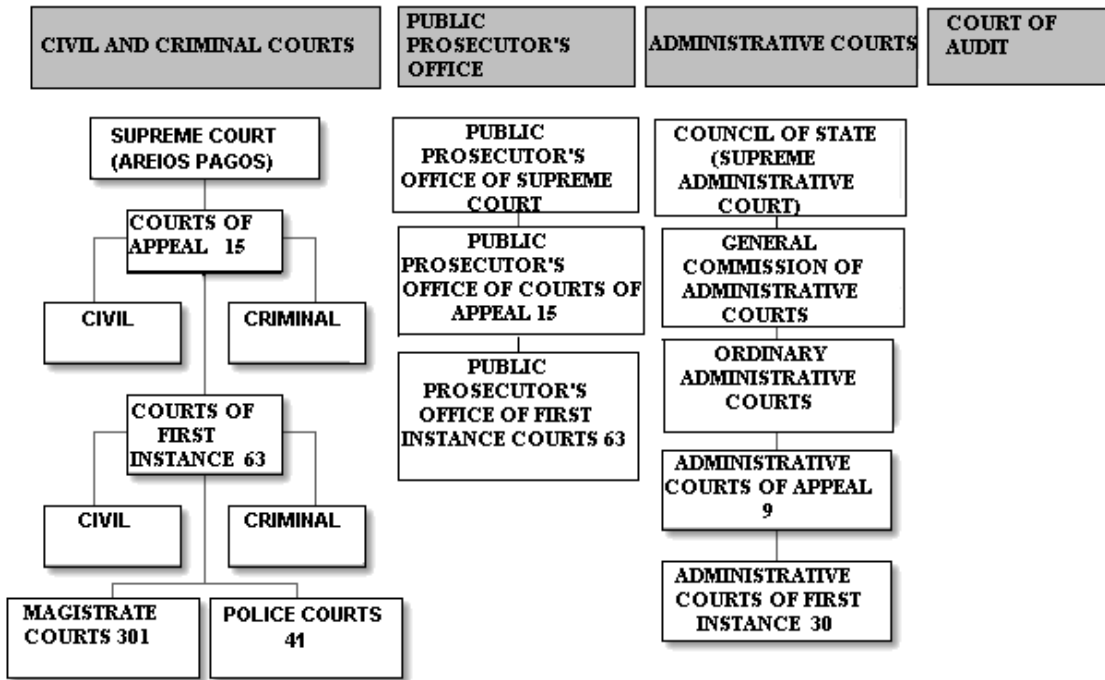 CIVIL AND CRIMINAL COURTS
PUBLIC
PROSECUTOR'S
OFFICE
ADMINISTRATIVE COURTS
COURT OF
AUDIT
SUPREME COURT
(AREIOS PAGOS)
COURTS OF
APPEAL 15
CIVIL
CRIMINAL
COURTS OF
FIRST
INSTANCE 63
CIVIL
CRIMINAL
MAGISTRATE
COURTS 301
POLICE COURTS
41
PUBLIC
PROSECUTOR'S
OFFICE OF SUPREME
COURT
PUBLIC
PROSECUTOR'S
OFFICE OF COURTS OF
APPEAL 15
PUBLIC
PROSECUTOR'S
OFFICE OF FIRST
INSTANCE COURTS 63
COUNCIL OF STATE
(SUPREME
ADMINISTRATIVE
COURT)
GENERAL
COMMISSION OF
ADMINISTRATIVE
COURTS
ORDINARY
ADMINISTRATIVE
COURTS
ADMINISTRATIVE
COURTS OF APPEAL
9
ADMINISTRATIVE
COURTS OF FIRST
INSTANCE 30